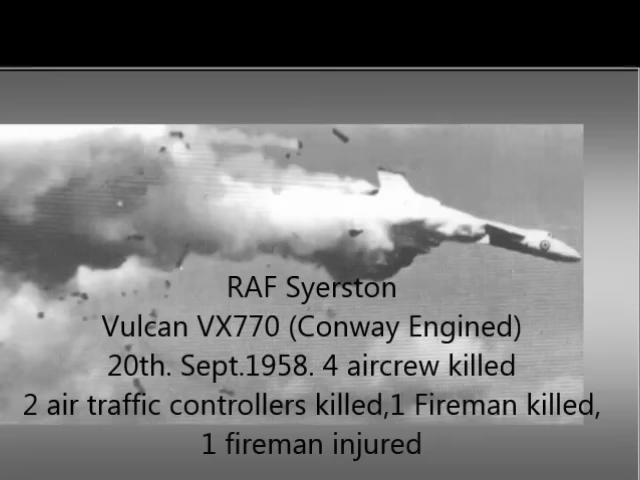 RAF Syerston
Vulcan VX770 (Conway Engined)
20th. Sept.1958. 4 aircrew killed
2 air traffic controllers killed,1 Fireman killed,
1 fireman injured